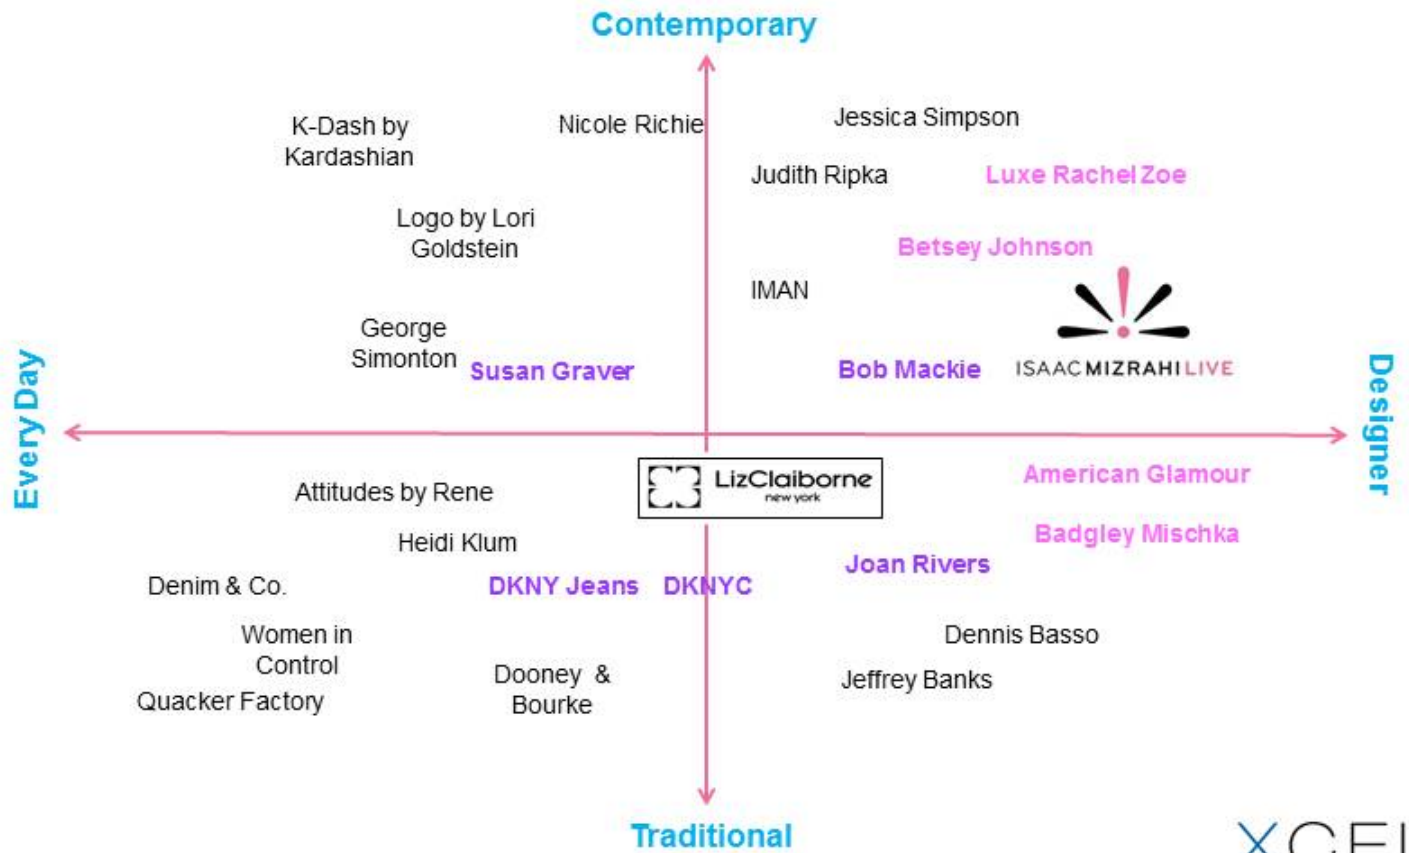 Contemporary
K-Dash by
Kardashian
Nicole Richie
Jessica Simpson
Judith Ripka
Luxe Rachel Zoe
Logo by Lori
Goldstein
Betsey Johnson
IMAN
George
Simonton
Susan Graver
Bob Mackie
ISAACMIZRAHILIVE
Every Day
Designer
LizClaiborne
new york
American Glamour
Attitudes by Rene
Badgley Mischka
Heidi Klum
Joan Rivers
Denim & Co.
DKNY Jeans
DKNYC
Women in
Control
Dennis Basso
Dooney &
Bourke
Jeffrey Banks
Quacker Factory
Traditional